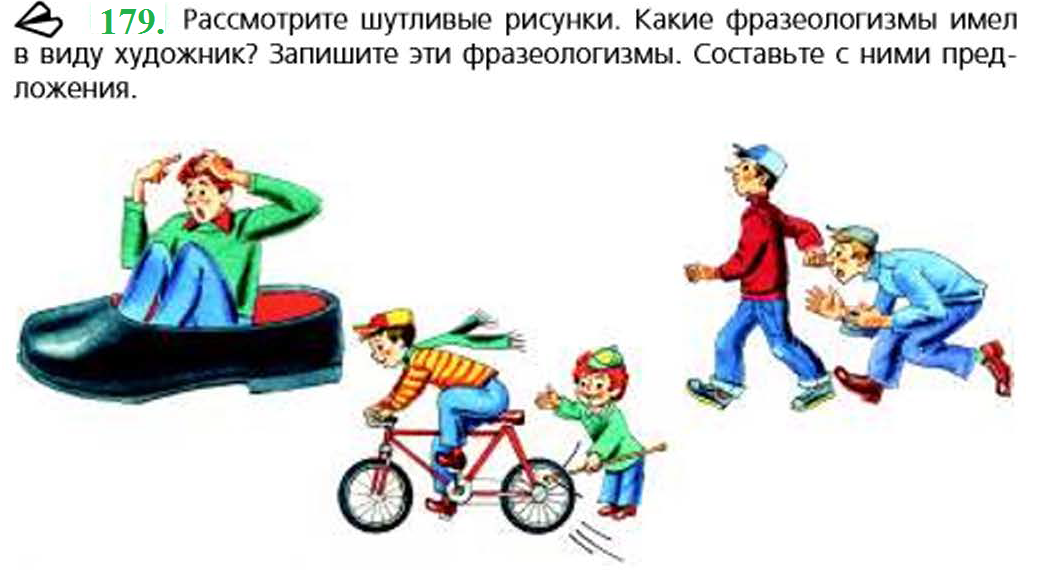 179. Рассмотрите шутливые рисунки. Какие фразеологизмы имел
в виду художник? Запишите эти фразеологизмы. Составьте с ними пред-
ложения.